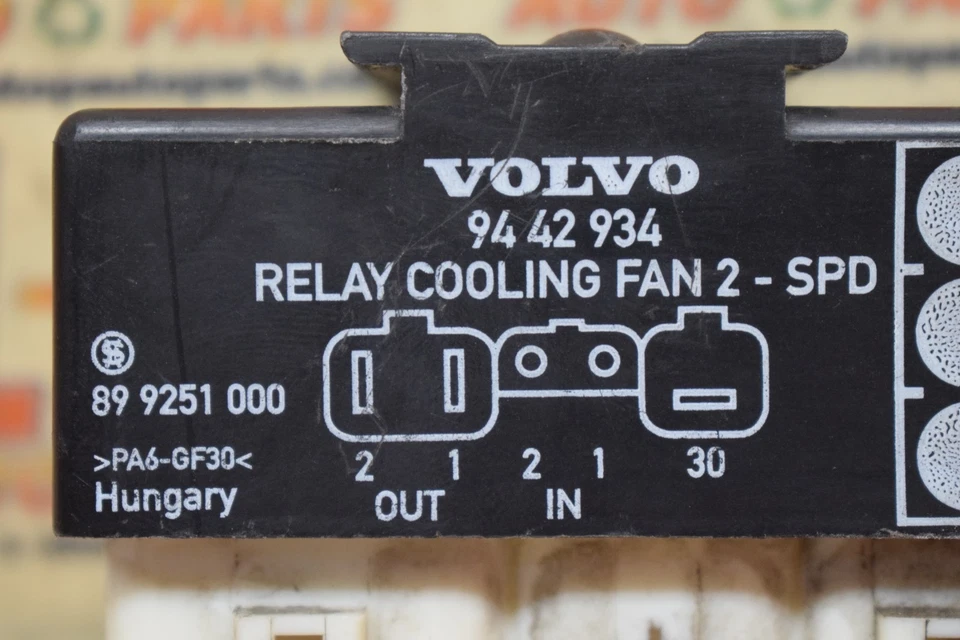 VOLVO
94 42 934
RELAY COOLING FAN 2 - SPD
89 9251 000
>PA6-GF30<
Hungary
2 1 2 1 30
OUT IN